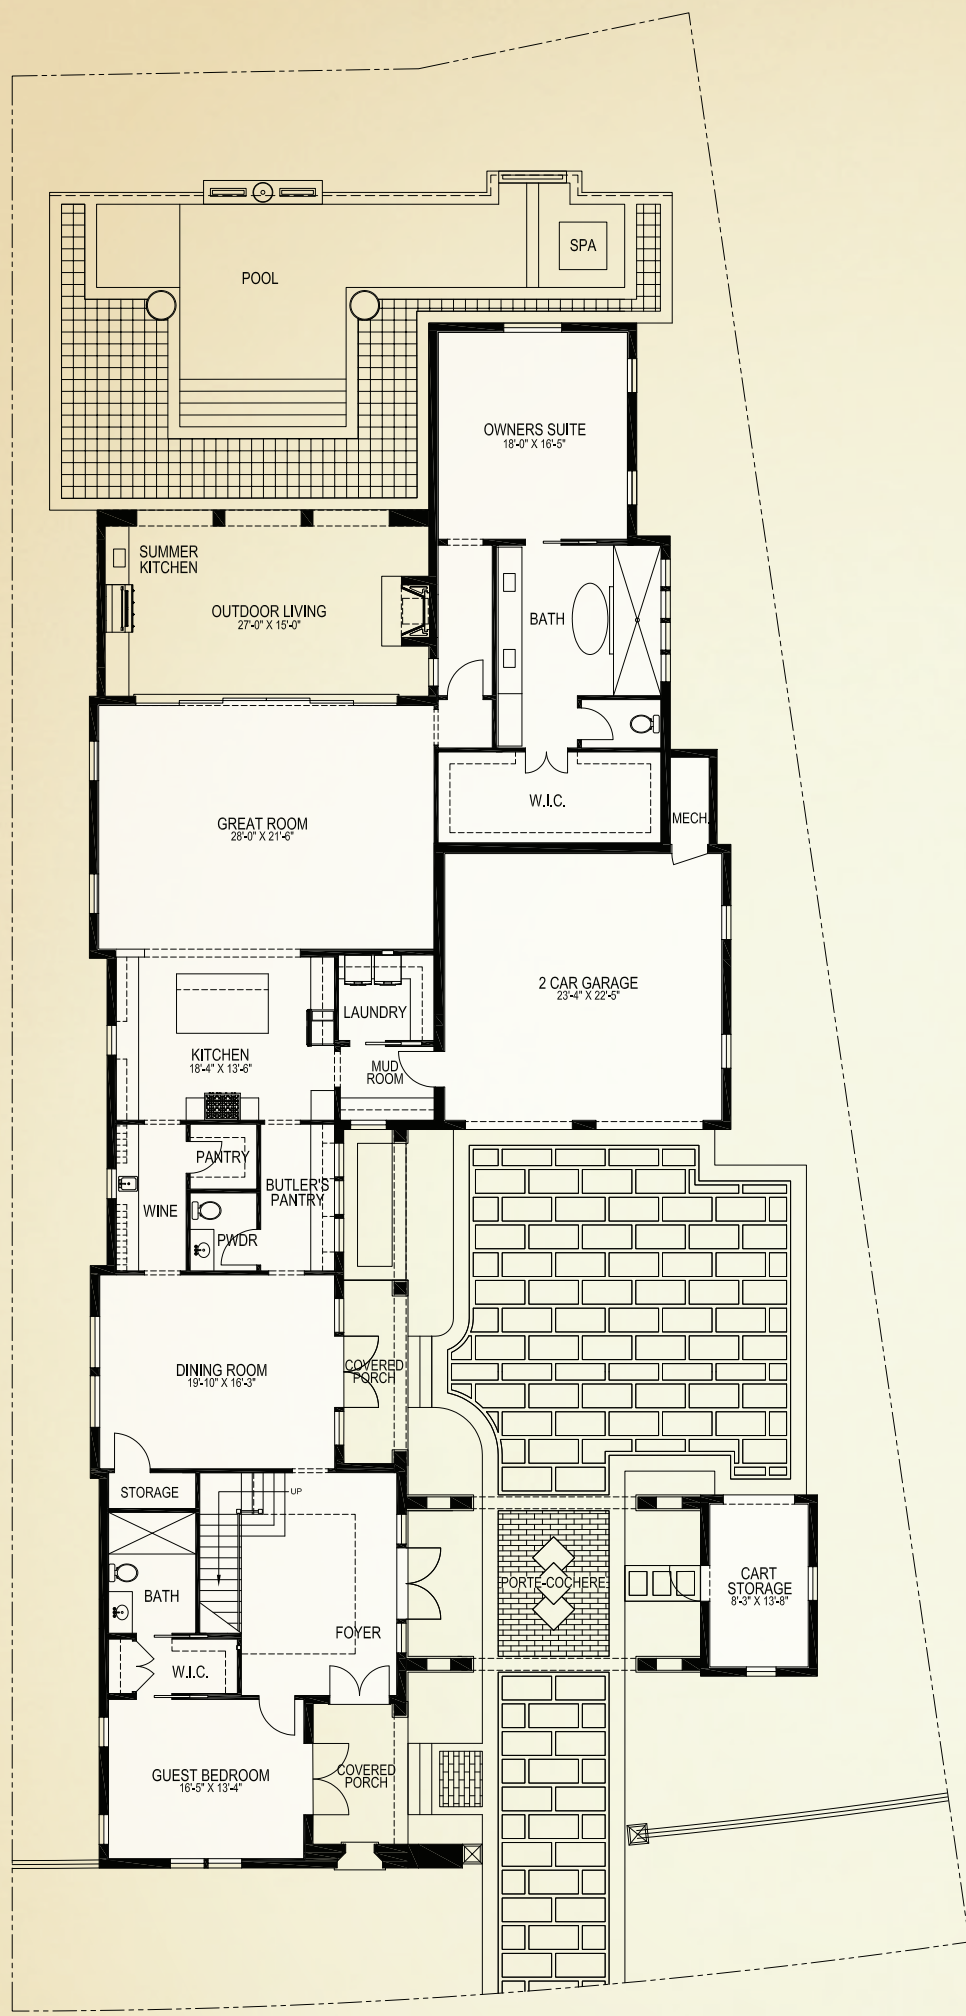 SPA
POOL
OWNERS SUITE
18'-0" X 16'-5"
SUMMER
KITCHEN
OUTDOOR LIVING
27'-0" X 15'-0"
BATH
W.I.C.
MECH.
GREAT ROOM
28'-0" X 21'-6"
2 CAR GARAGE
23'-4" X 22'-5"
LAUNDRY
KITCHEN
18'-4" X 13'-6"
MUD
ROOM
PANTRY
BUTLER'S
PANTRY
WINE
PWDR
DINING ROOM
19'-10" X 16'-3"
COVERED
PORCH
STORAGE
UP
BATH
PORTE-COCHERE
CART
STORAGE
8'-3" X 13'-8"
FOYER
W.I.C.
GUEST BEDROOM
16'-5" X 13'-4"
COVERED
PORCH